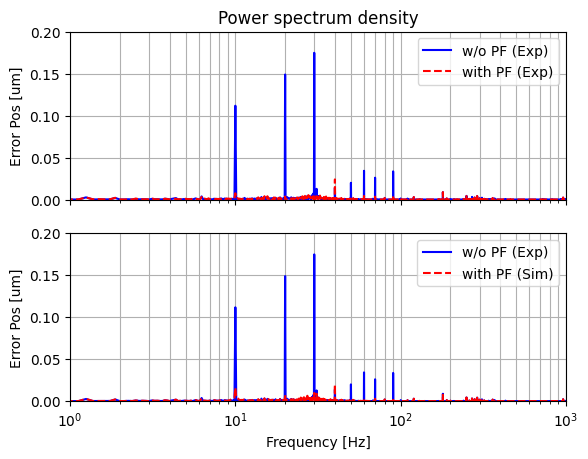 Power spectrum density
Error Pos [um]
0.20
0.15
0.10
0.05
0.00
w/o PF (Exp)
with PF (Exp)
Error Pos [um]
0.20
0.15
0.10
0.05
0.00
w/o PF (Exp)
with PF (Sim)
10⁰ 10¹ 10² 10³
Frequency [Hz]